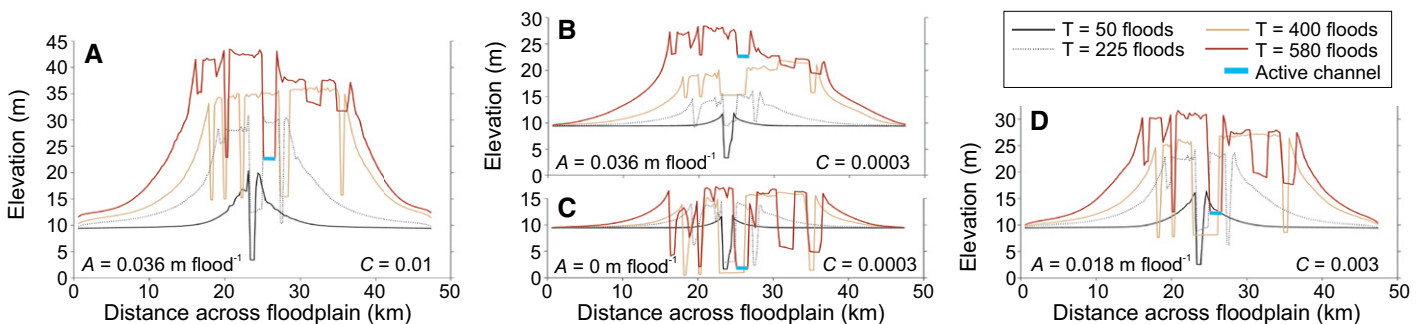 A
Elevation (m)
45
40
35
30
25
20
15
10
5
0
A = 0.036 m flood⁻¹
C = 0.01
0 10 20 30 40 50
Distance across floodplain (km)
B
Elevation (m)
30
25
20
15
10
5
0
A = 0.036 m flood⁻¹
C = 0.0003
C
15
10
5
0
A = 0 m flood⁻¹
C = 0.0003
0 10 20 30 40 50
Distance across floodplain (km)
T = 50 floods
T = 225 floods
T = 400 floods
T = 580 floods
Active channel
D
Elevation (m)
30
25
20
15
10
5
0
A = 0.018 m flood⁻¹
C = 0.003
0 10 20 30 40 50
Distance across floodplain (km)